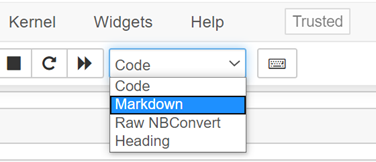 Kernel Widgets Help Trusted
Code
Code
Markdown
Raw NBConvert
Heading